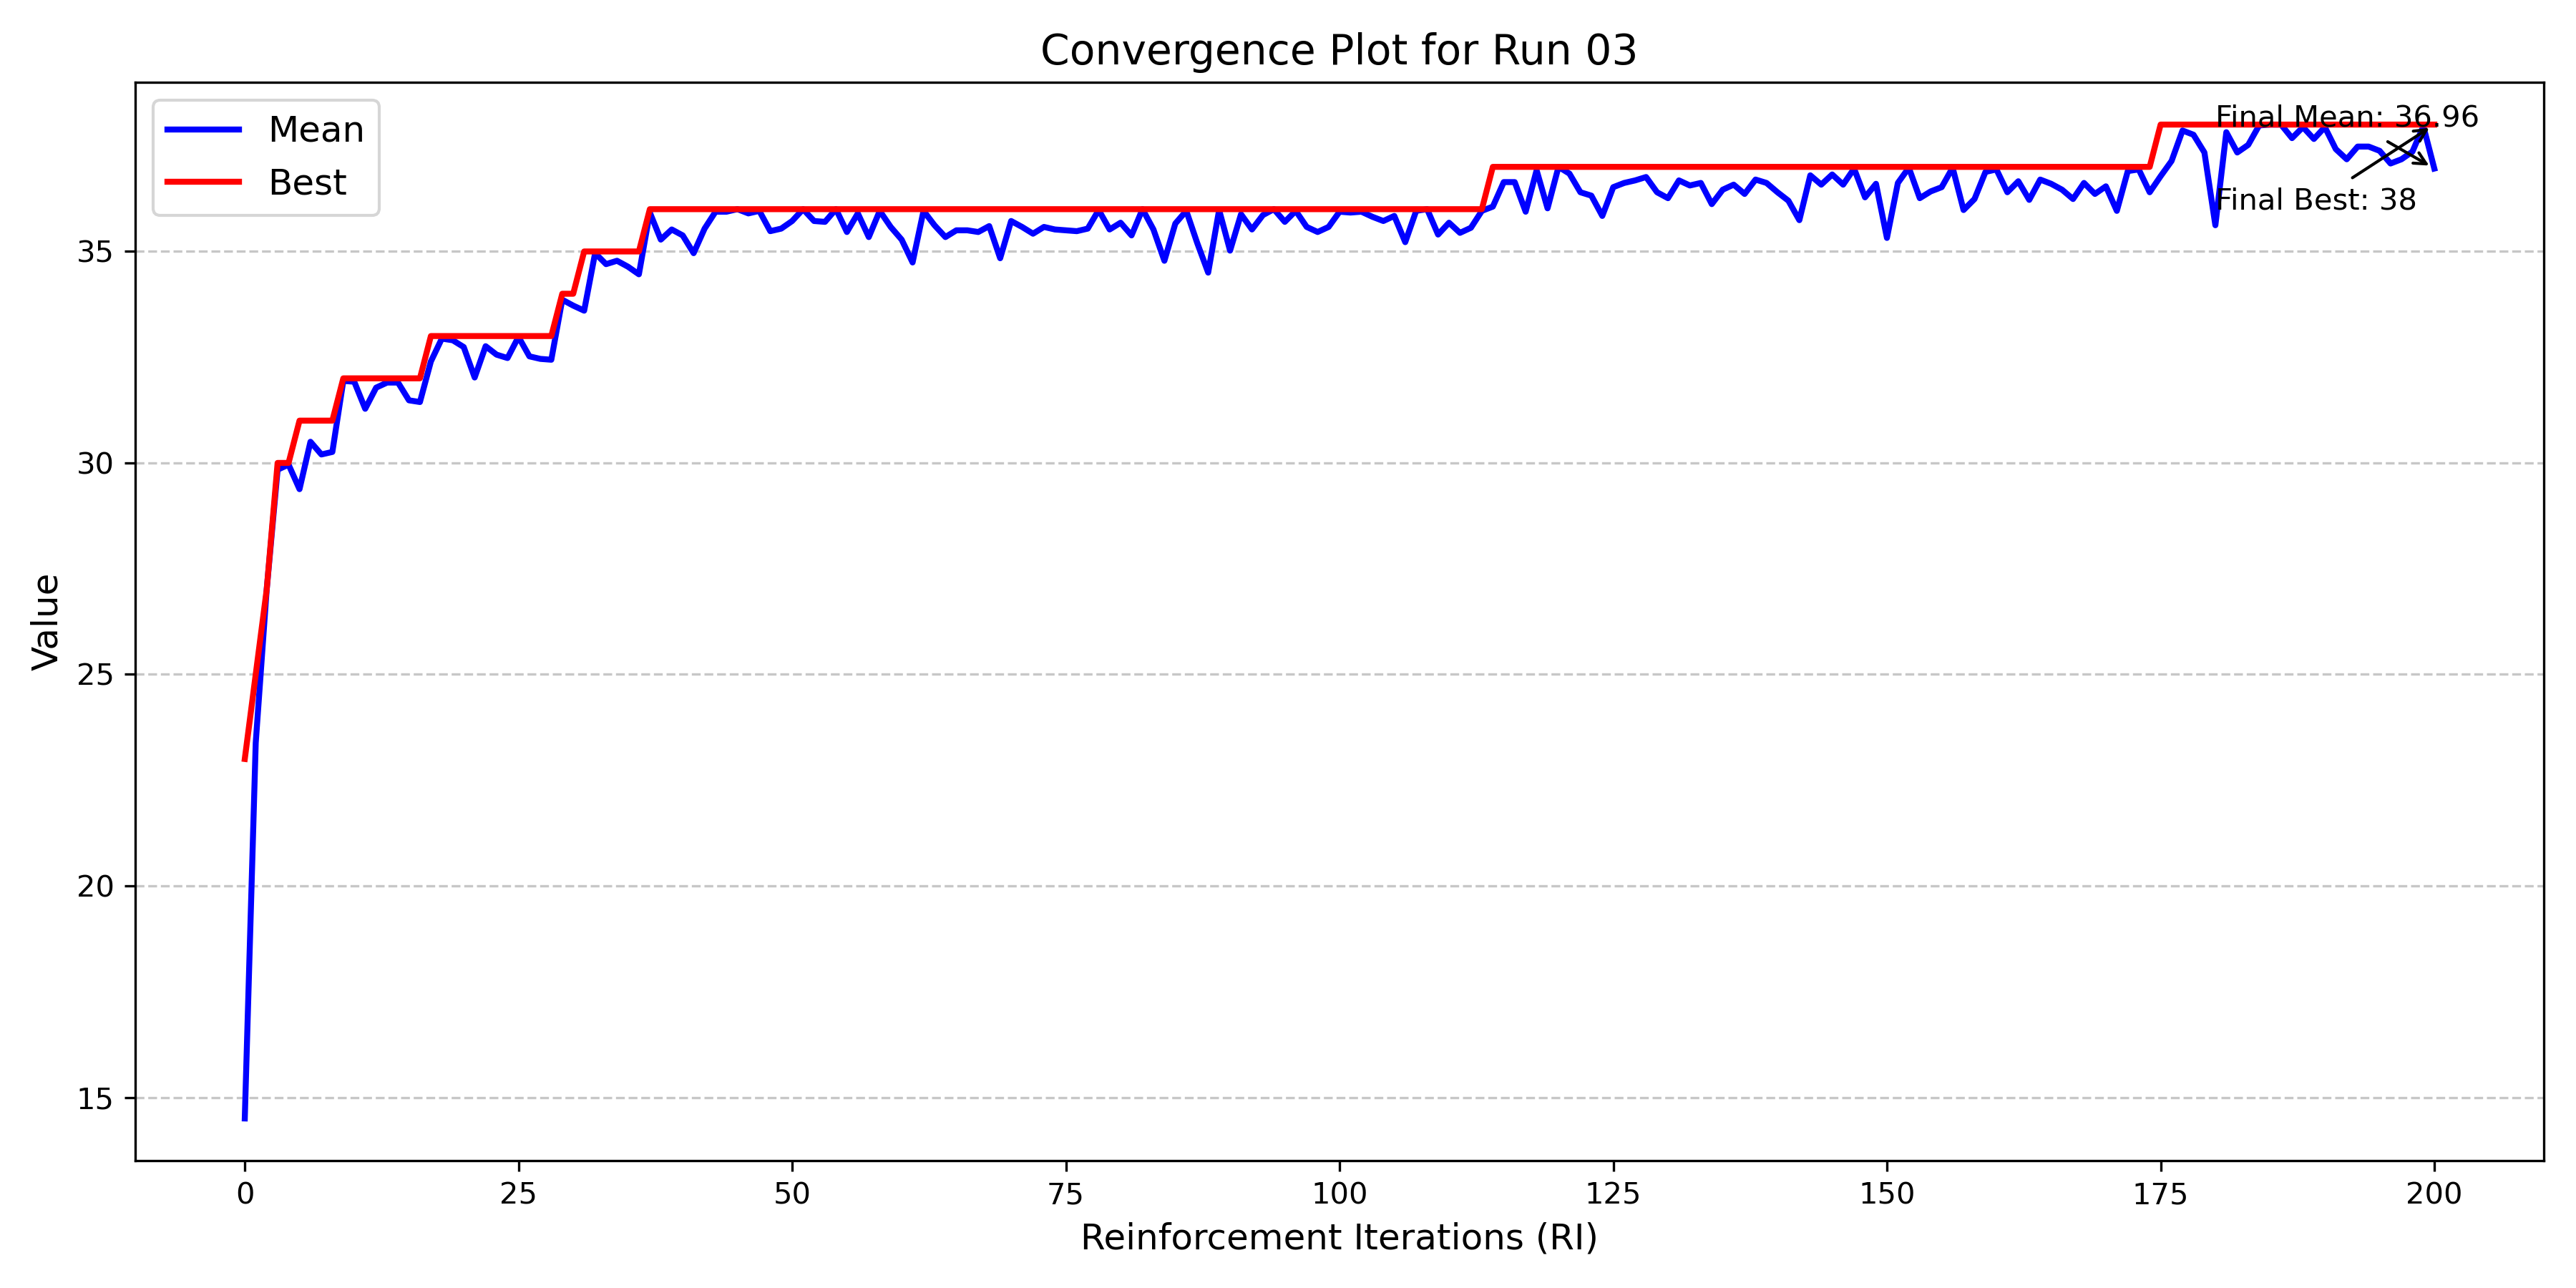 Convergence Plot for Run 03
Mean
Best
Final Mean: 36.96
Final Best: 38
Value
35
30
25
20
15
0 25 50 75 100 125 150 175 200
Reinforcement Iterations (RI)